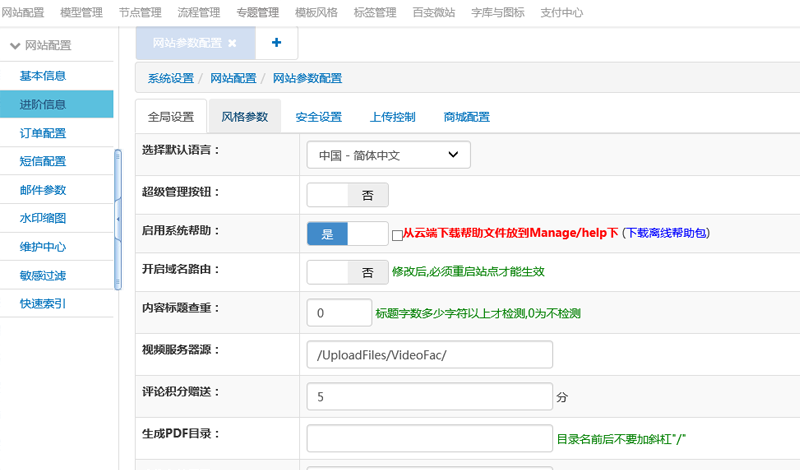 网站配置 模型管理 节点管理 流程管理 专题管理 模板风格 标签管理 百变微站 字库与图标 支付中心
网站配置
基本信息
进阶信息
订单配置
短信配置
邮件参数
水印缩图
维护中心
敏感过滤
快速索引
网站参数配置 ×
+
系统设置 / 网站配置 / 网站参数配置
全局设置 风格参数 安全设置 上传控制 商城配置
选择默认语言： 中国 - 简体中文
超级管理按钮： 否
启用系统帮助： 是 从云端下载帮助文件放到Manage/help下 (下载离线帮助包)
开启域名路由： 否 修改后,必须重启站点才能生效
内容标题查重： 0 标题字数多少字符以上才检测,0为不检测
视频服务器源： /UploadFiles/VideoFac/
评论积分赠送： 5 分
生成PDF目录： 目录名前后不要加斜杠"/"